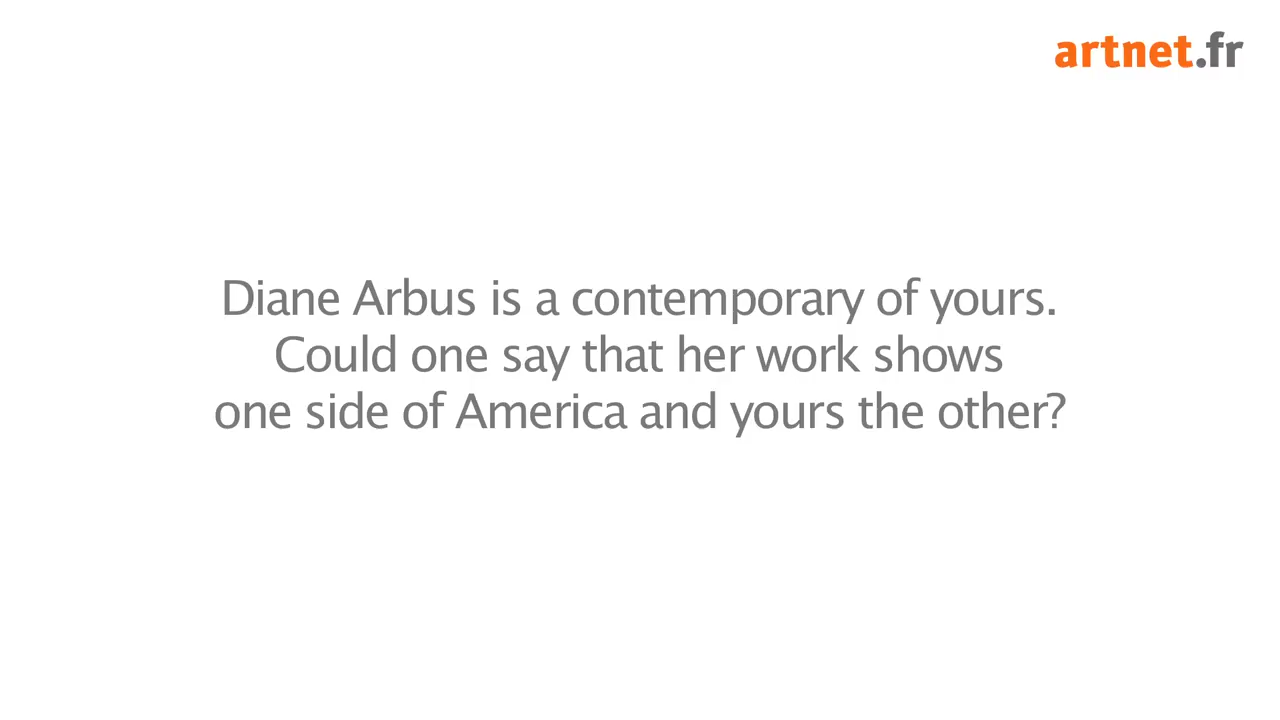 artnet.fr
Diane Arbus is a contemporary of yours.
Could one say that her work shows
one side of America and yours the other?